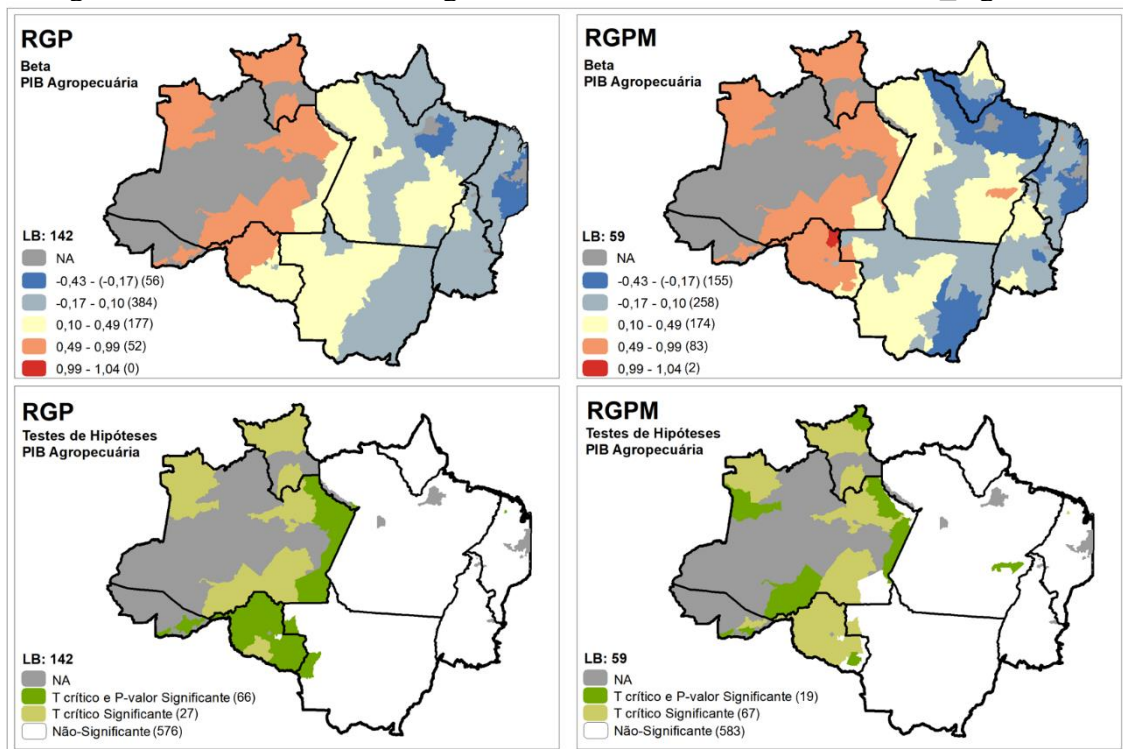 RGP
Beta
PIB Agropecuária
LB: 142
NA
-0,43 - (-0,17) (56)
-0,17 - 0,10 (384)
0,10 - 0,49 (177)
0,49 - 0,99 (52)
0,99 - 1,04 (0)
RGPM
Beta
PIB Agropecuária
LB: 59
NA
-0,43 - (-0,17) (155)
-0,17 - 0,10 (258)
0,10 - 0,49 (174)
0,49 - 0,99 (83)
0,99 - 1,04 (2)
RGP
Testes de Hipóteses
PIB Agropecuária
LB: 142
NA
T crítico e P-valor Significante (66)
T crítico Significante (27)
Não-Significante (576)
RGPM
Testes de Hipóteses
PIB Agropecuária
LB: 59
NA
T crítico e P-valor Significante (19)
T crítico Significante (67)
Não-Significante (583)